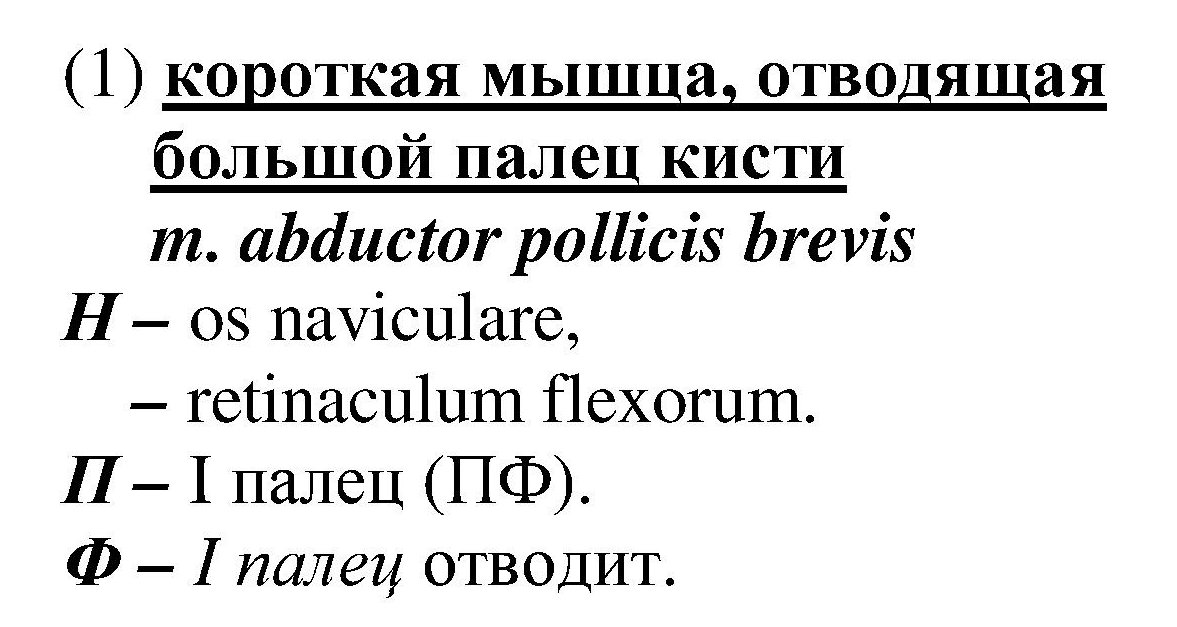 (1) короткая мышца, отводящая
большой палец кисти
m. abductor pollicis brevis
Н – os naviculare,
– retinaculum flexorum.
П – I палец (ПФ).
Ф – I палец отводит.